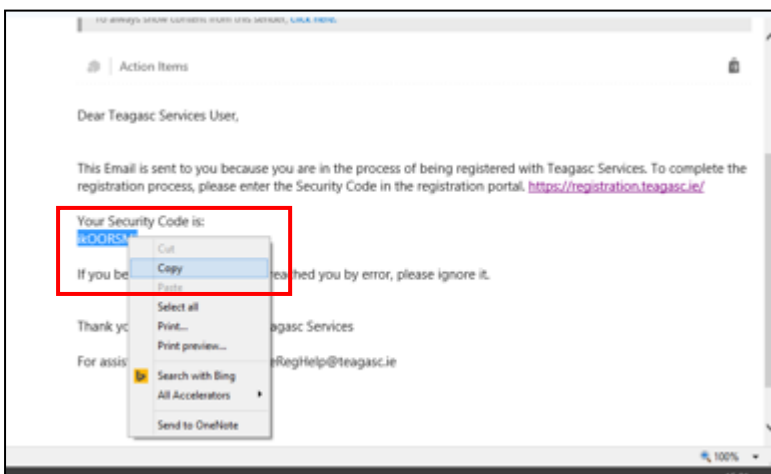 To always show content from this sender, click here.
Action Items
Dear Teagasc Services User,
This Email is sent to you because you are in the process of being registered with Teagasc Services. To complete the
registration process, please enter the Security Code in the registration portal. https://registration.teagasc.ie/
Your Security Code is:
Cut
Copy
If you be
reached you by error, please ignore it.
Paste
Select all
Thank yo
Print...
agasc Services
Print preview...
For assis
eRegHelp@teagasc.ie
Search with Bing
All Accelerators
Send to OneNote
100%